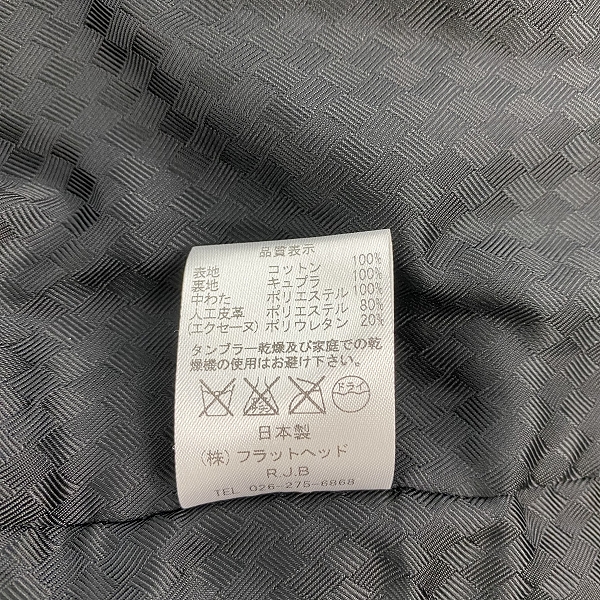 品質表示
表地 コットン 100%
裏地 キュプラ 100%
中わた ポリエステル 100%
人工皮革 ポリエステル 80%
(エクセーヌ) ポリウレタン 20%
タンブラー乾燥及び家庭での乾
燥機の使用はお避け下さい。
ドライ
日本製
(株) フラットヘッド
R.J.B
TEL 026-275-6868